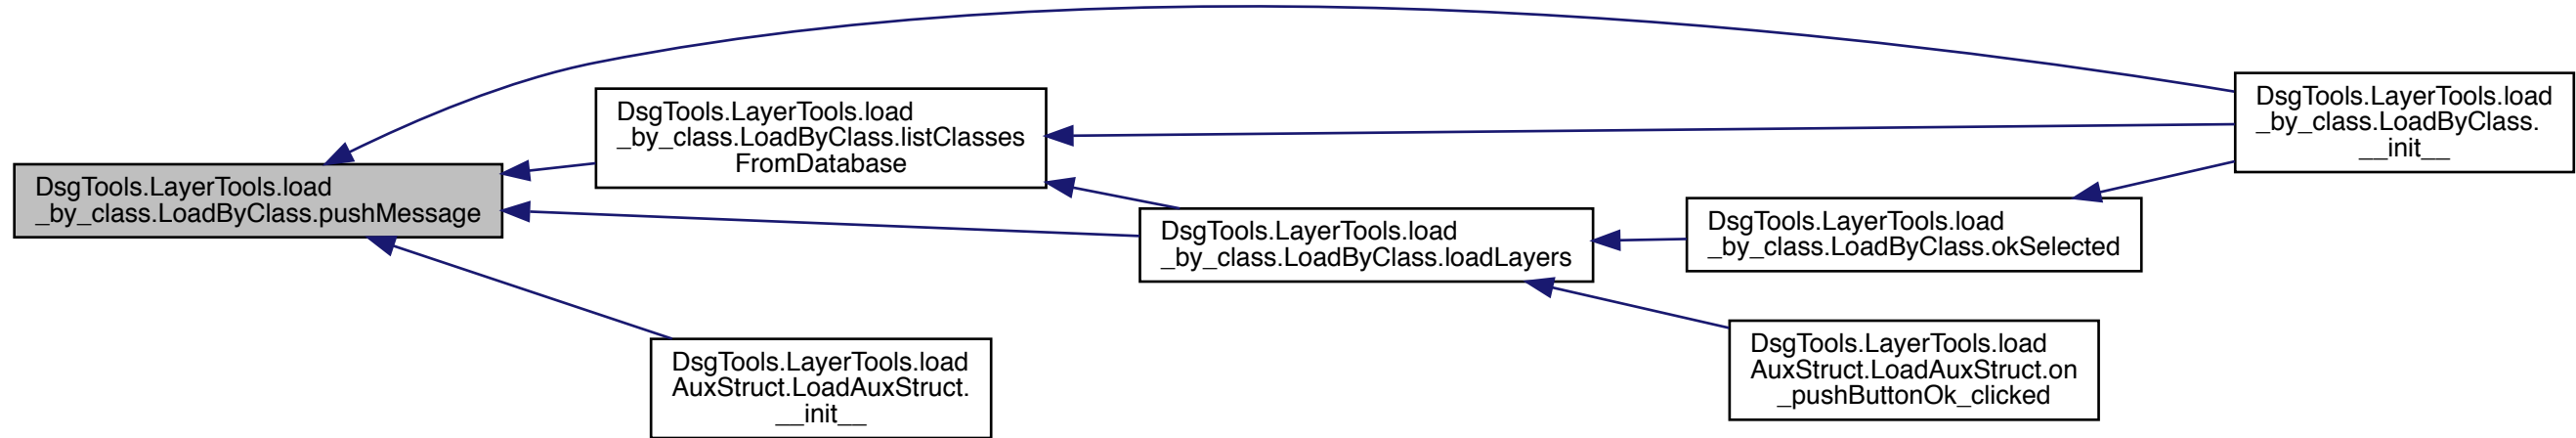 DsgTools.LayerTools.load
_by_class.LoadByClass.pushMessage
DsgTools.LayerTools.load
_by_class.LoadByClass.listClasses
FromDatabase
DsgTools.LayerTools.load
AuxStruct.LoadAuxStruct.
__init__
DsgTools.LayerTools.load
_by_class.LoadByClass.loadLayers
DsgTools.LayerTools.load
_by_class.LoadByClass.okSelected
DsgTools.LayerTools.load
AuxStruct.LoadAuxStruct.on
_pushButtonOk_clicked
DsgTools.LayerTools.load
_by_class.LoadByClass.
__init__